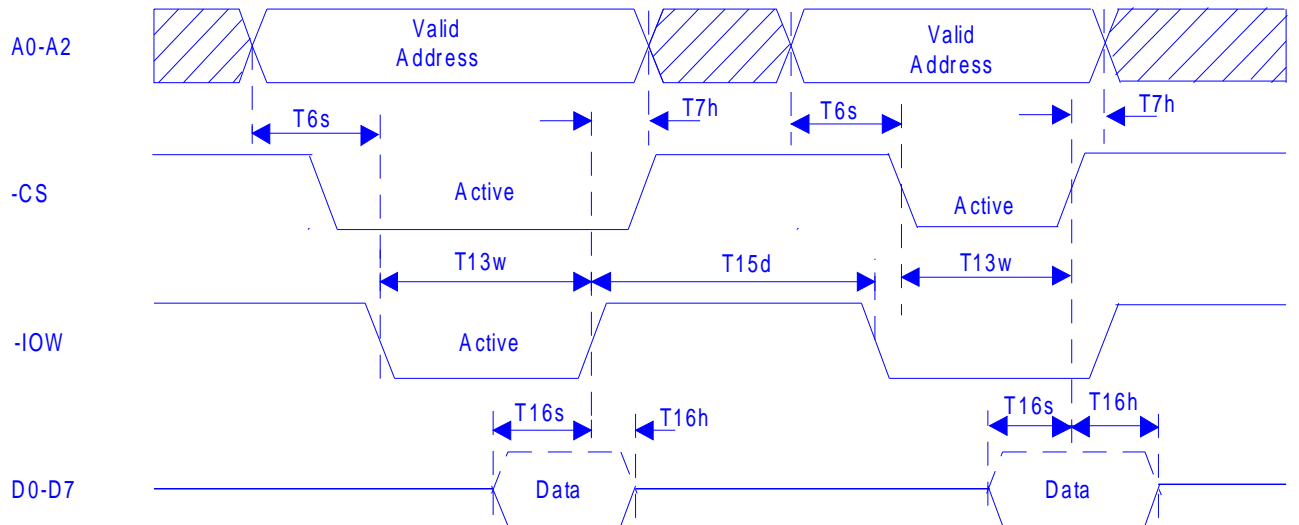 A0-A2
Valid
Address
Valid
Address
T6s
T7h
T6s
T7h
-CS
Active
Active
T13w
T15d
T13w
-IOW
Active
T16s
T16h
T16s
T16h
D0-D7
Data
Data